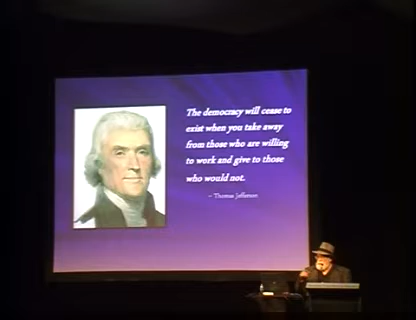 The democracy will cease to
exist when you take away
from those who are willing
to work and give to those
who would not.
– Thomas Jefferson